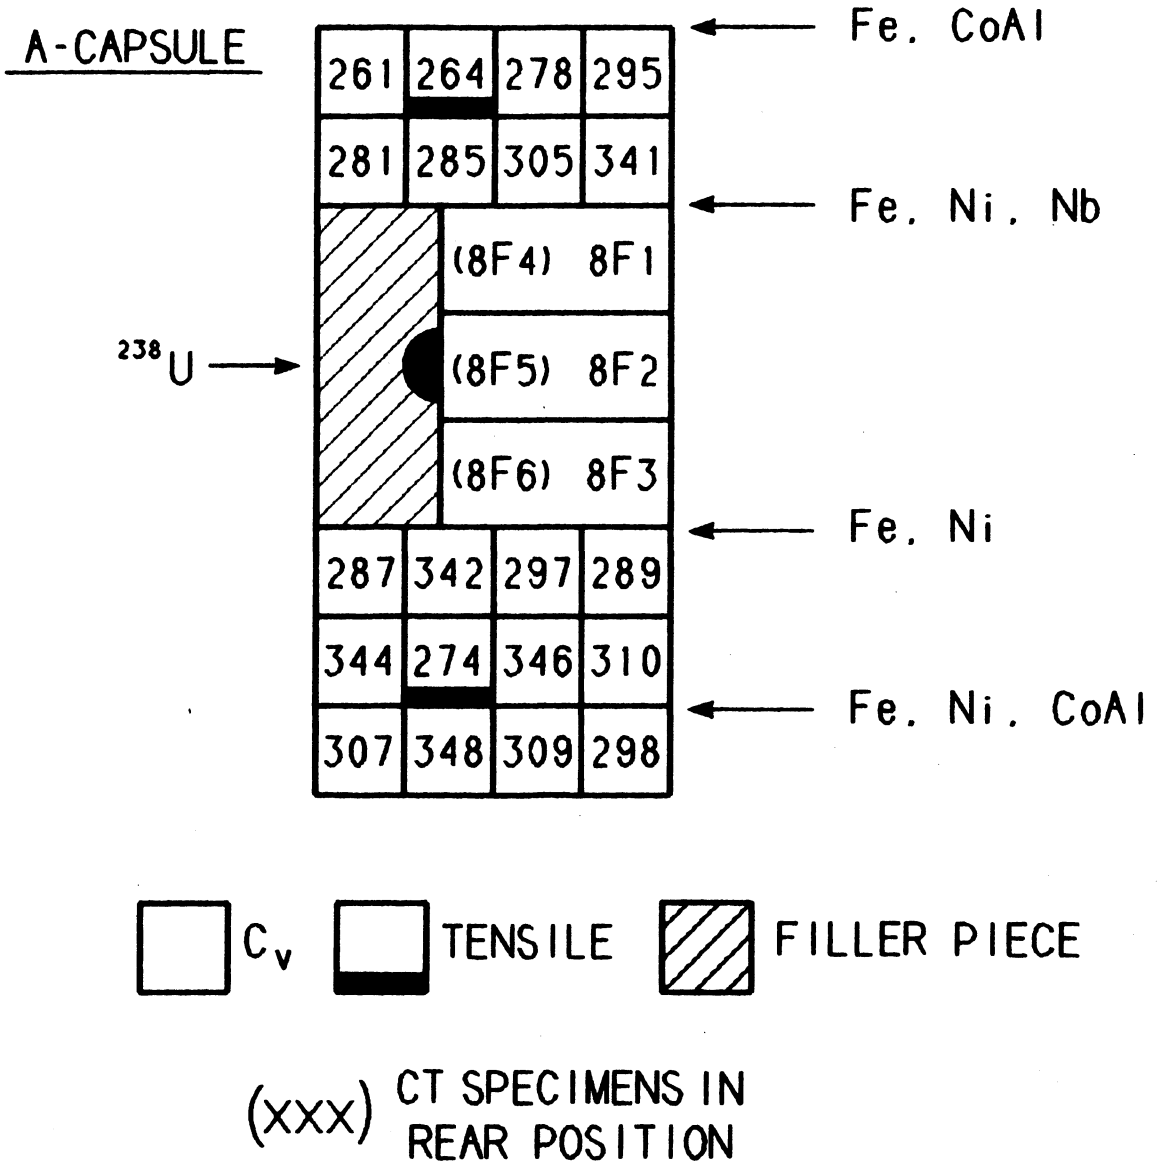 A-CAPSULE
Fe. CoAl
261 264 278 295
281 285 305 341
Fe. Ni. Nb
(8F4) 8F1
238U
(8F5) 8F2
(8F6) 8F3
Fe. Ni
287 342 297 289
344 274 346 310
Fe. Ni. CoAl
307 348 309 298
Cv
TENSILE
FILLER PIECE
(XXX) CT SPECIMENS IN
REAR POSITION